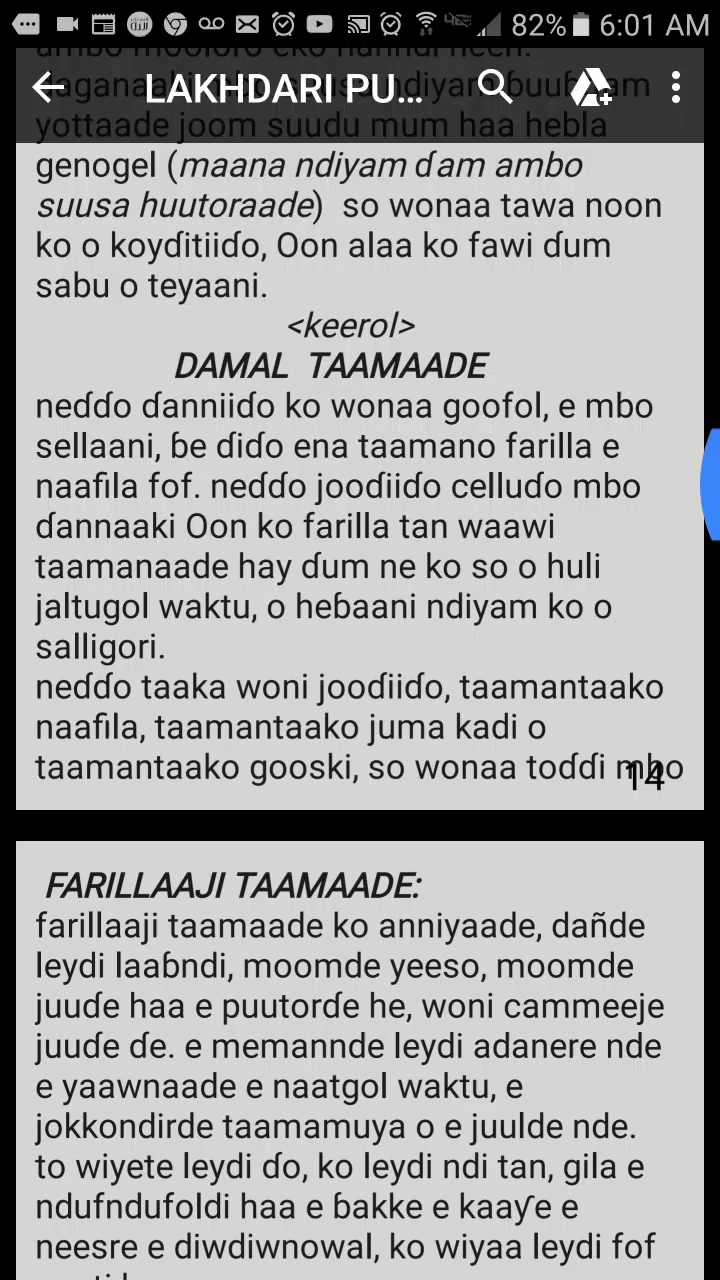 82% 6:01 AM
LAKHDARI PU...
yottaade joom suudu mum haa hebla
genogel (maana ndiyam ɗam ambo
suusa huutoraade) so wonaa tawa noon
ko o koyɗitiiɗo, Oon alaa ko fawi ɗum
sabu o teyaani.
<keerol>
DAMAL TAAMAADE
neɗɗo ɗanniiɗo ko wonaa goofol, e mbo
sellaani, ɓe ɗiɗo ena taamano farilla e
naafila fof. neɗɗo jooɗiiɗo celluɗo mbo
ɗannaaki Oon ko farilla tan waawi
taamanaade hay ɗum ne ko so o huli
jaltugol waktu, o heɓaani ndiyam ko o
salligori.
neɗɗo taaka woni jooɗiiɗo, taamantaako
naafila, taamantaako juma kadi o
taamantaako gooski, so wonaa toɗɗi mbo
14
FARILLAAJI TAAMAADE:
farillaaji taamaade ko anniyaade, dañde
leydi laaɓndi, moomde yeeso, moomde
juuɗe haa e puutorɗe he, woni cammeeje
juuɗe ɗe. e memannde leydi adanere nde
e yaawnaade e naatgol waktu, e
jokkondirde taamamuya o e juulde nde.
to wiyete leydi ɗo, ko leydi ndi tan, gila e
ndufndufoldi haa e ɓakke e kaaƴe e
neesre e diwdiwnowal, ko wiyaa leydi fof